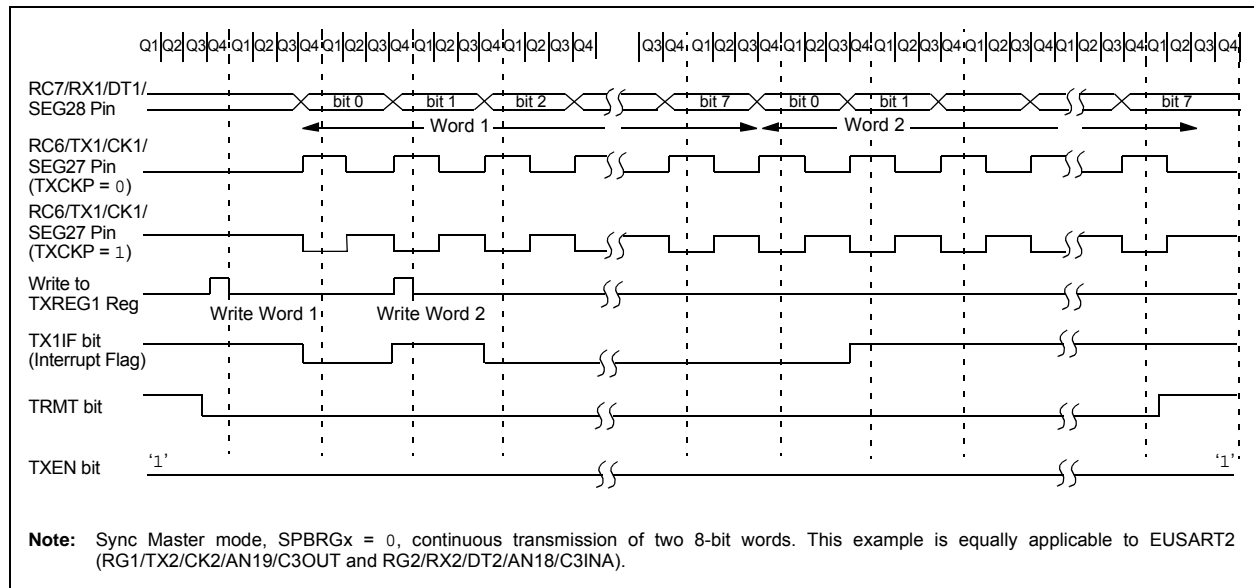 Q1 Q2 Q3 Q4 Q1 Q2 Q3 Q4 Q1 Q2 Q3 Q4 Q1 Q2 Q3 Q4 Q1 Q2 Q3 Q4 Q3 Q4 Q1 Q2 Q3 Q4 Q1 Q2 Q3 Q4 Q1 Q2 Q3 Q4 Q1 Q2 Q3 Q4 Q1 Q2 Q3 Q4 Q1 Q2 Q3 Q4
RC7/RX1/DT1/
SEG28 Pin
bit 0 bit 1 bit 2 bit 7 bit 0 bit 1 bit 7
Word 1 Word 2
RC6/TX1/CK1/
SEG27 Pin
(TXCKP = 0)
RC6/TX1/CK1/
SEG27 Pin
(TXCKP = 1)
Write to
TXREG1 Reg
Write Word 1 Write Word 2
TX1IF bit
(Interrupt Flag)
TRMT bit
TXEN bit
‘1’ ‘1’
Note: Sync Master mode, SPBRGx = 0, continuous transmission of two 8-bit words. This example is equally applicable to EUSART2
(RG1/TX2/CK2/AN19/C3OUT and RG2/RX2/DT2/AN18/C3INA).